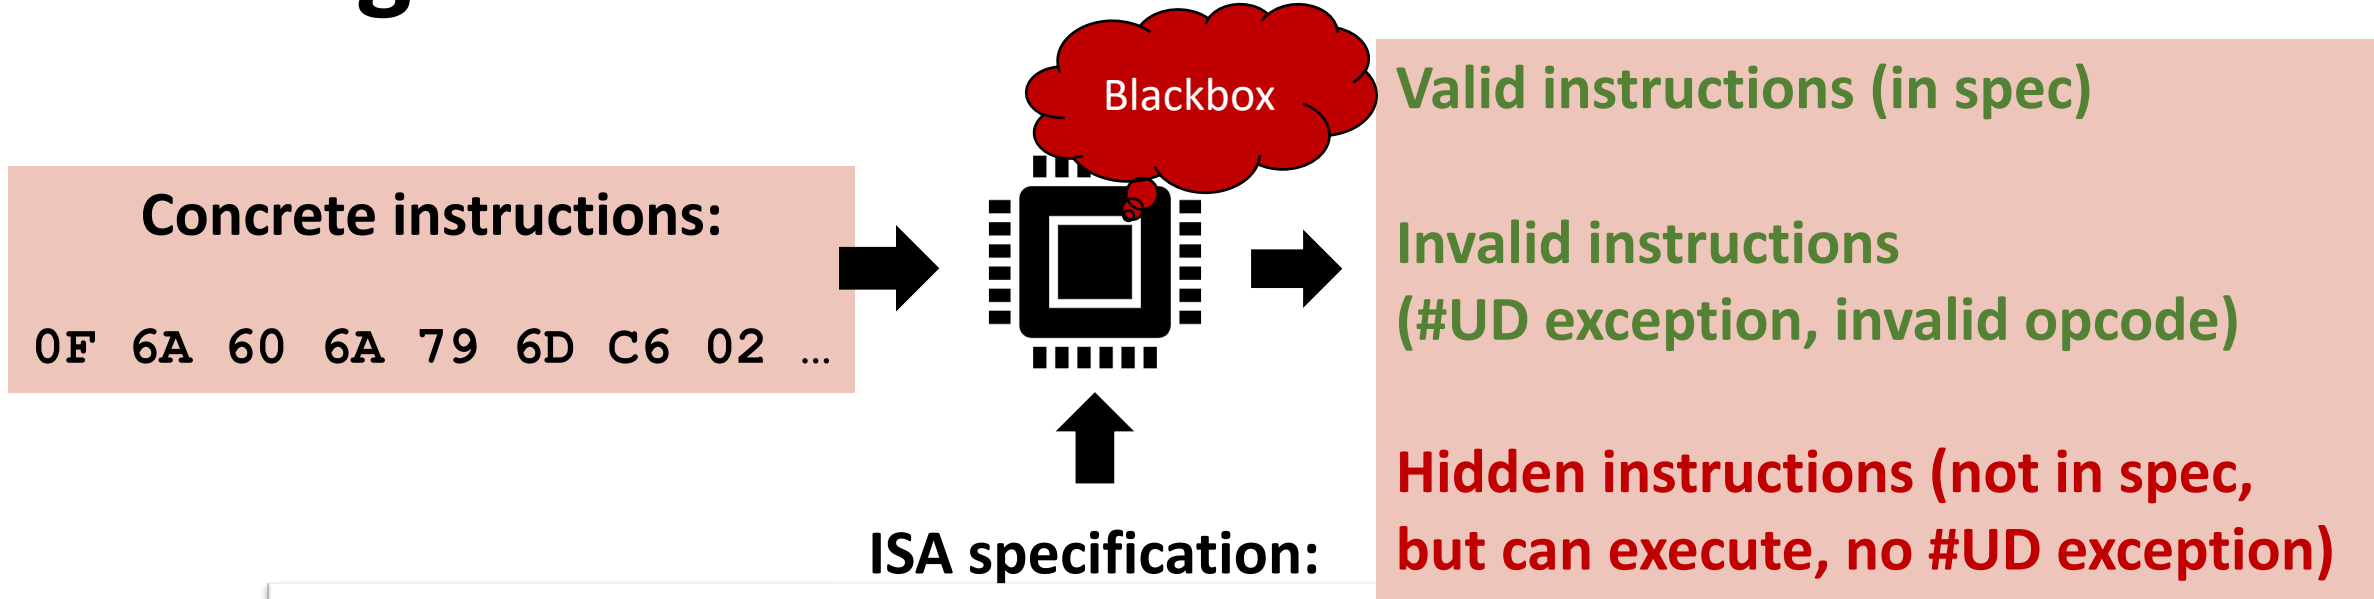 Blackbox
Concrete instructions:
0F 6A 60 6A 79 6D C6 02 …
ISA specification:
Valid instructions (in spec)
Invalid instructions
(#UD exception, invalid opcode)
Hidden instructions (not in spec,
but can execute, no #UD exception)